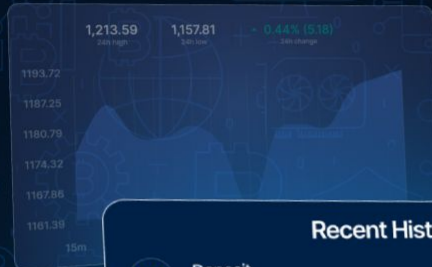 1,213.59 1,157.81 0.44% (5.18)
24h high 24h low 24h change
1193.72
1187.25
1180.79
1174.32
1167.86
1161.39
15m
Recent Hist
Deposit